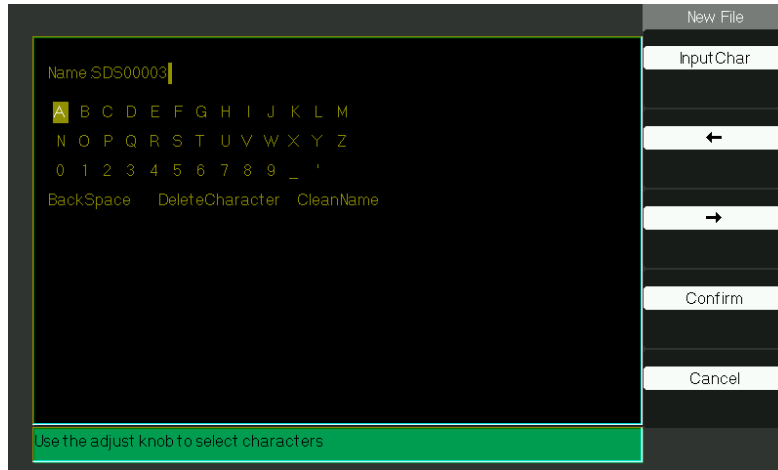 New File
Name:SDS00003
A B C D E F G H I J K L M
N O P Q R S T U V W X Y Z
0 1 2 3 4 5 6 7 8 9 _ '
BackSpace DeleteCharacter CleanName
InputChar
←
→
Confirm
Cancel
Use the adjust knob to select characters